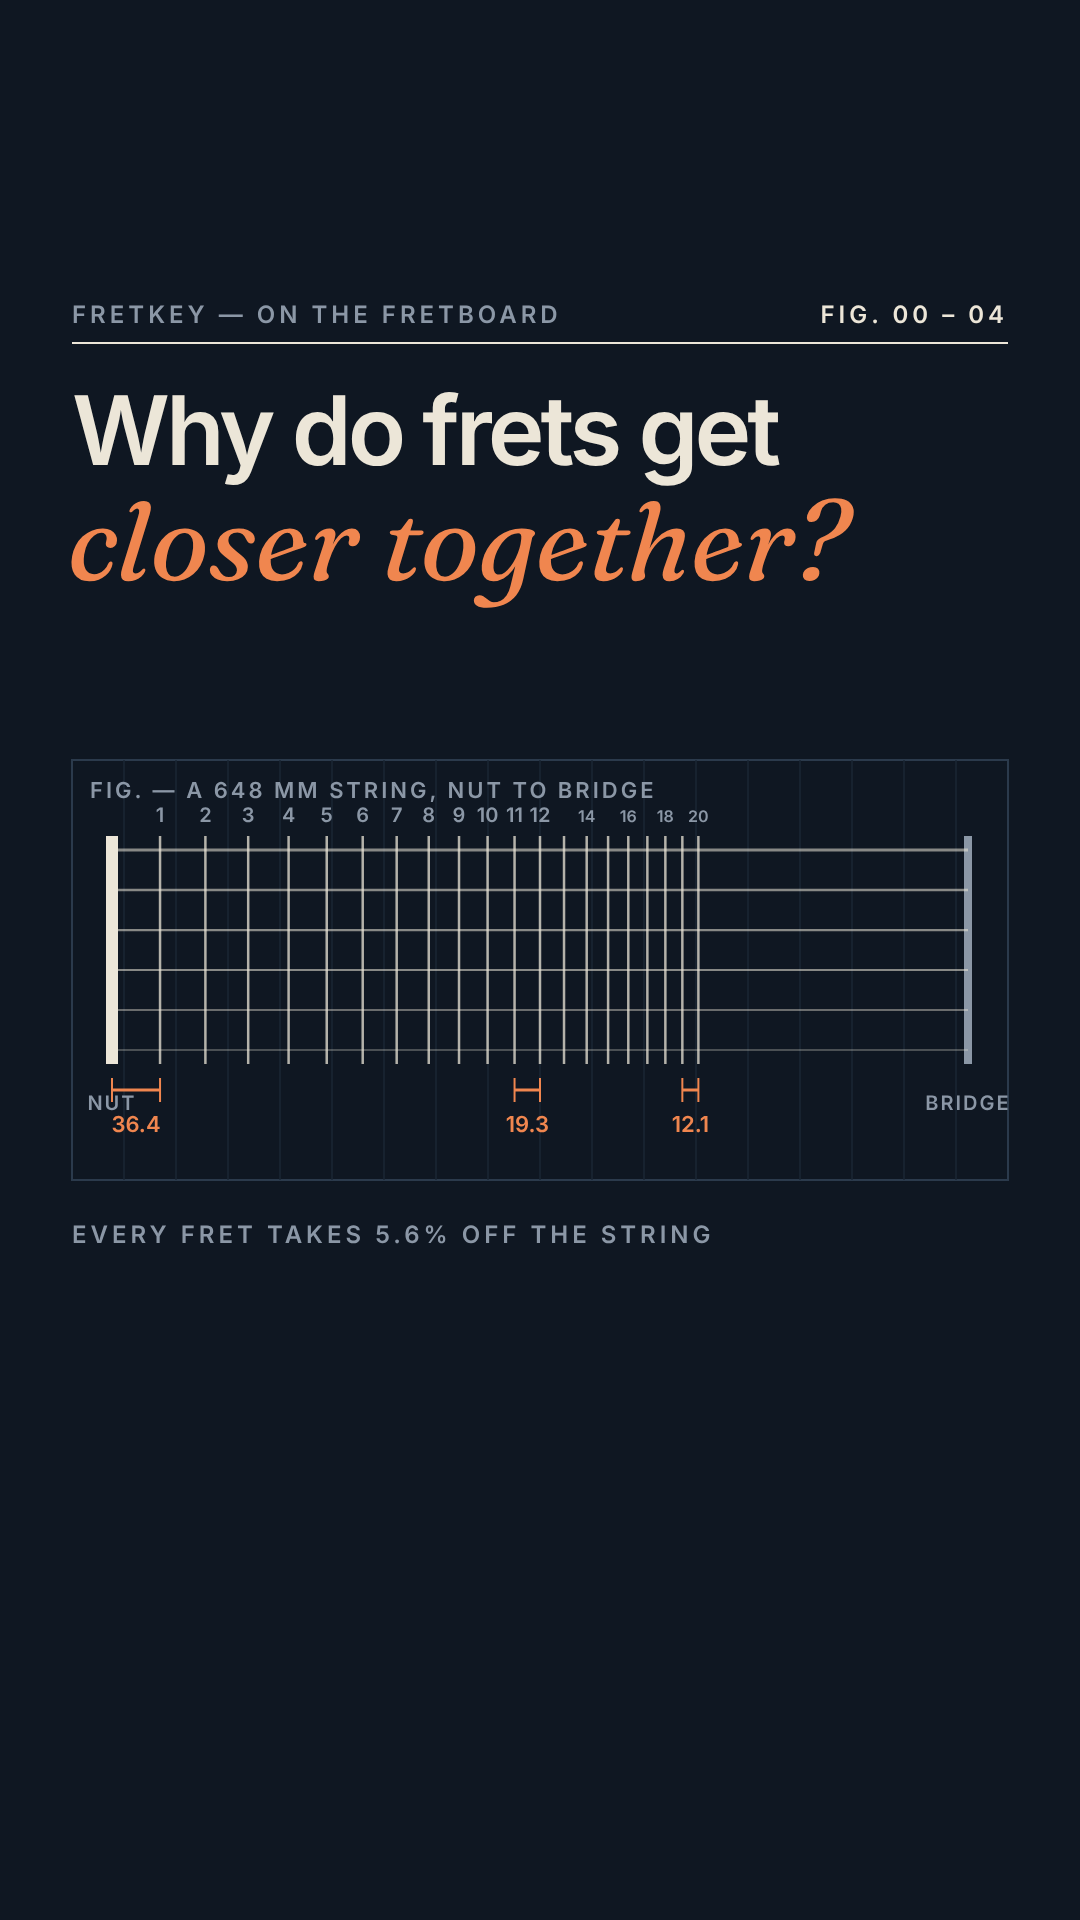 FRETKEY — ON THE FRETBOARD FIG. 00 – 04
Why do frets get
closer together?
FIG. — A 648 MM STRING, NUT TO BRIDGE
1 2 3 4 5 6 7 8 9 10 11 12 14 16 18 20
NUT BRIDGE
36.4 19.3 12.1
EVERY FRET TAKES 5.6% OFF THE STRING